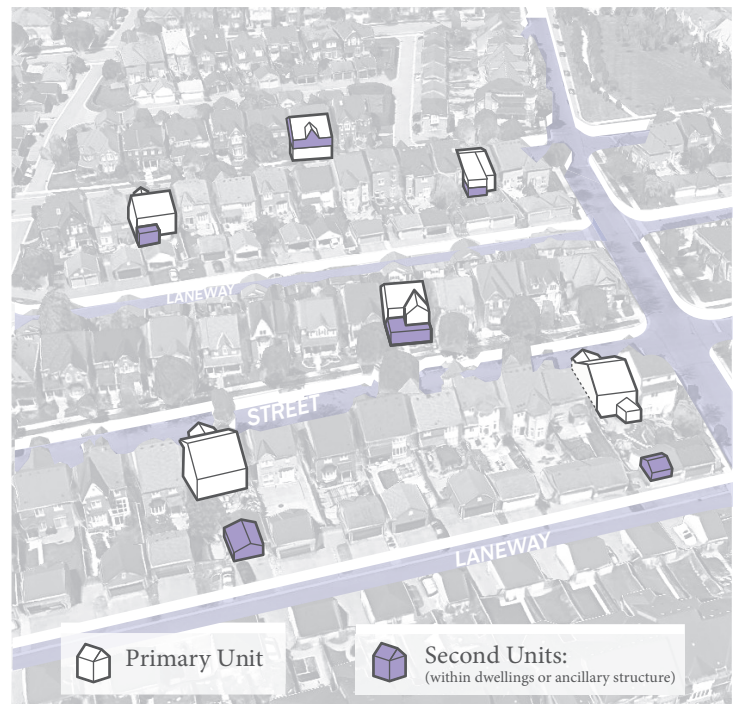 LANEWAY
STREET
LANEWAY
Primary Unit
Second Units:
(within dwellings or ancillary structure)